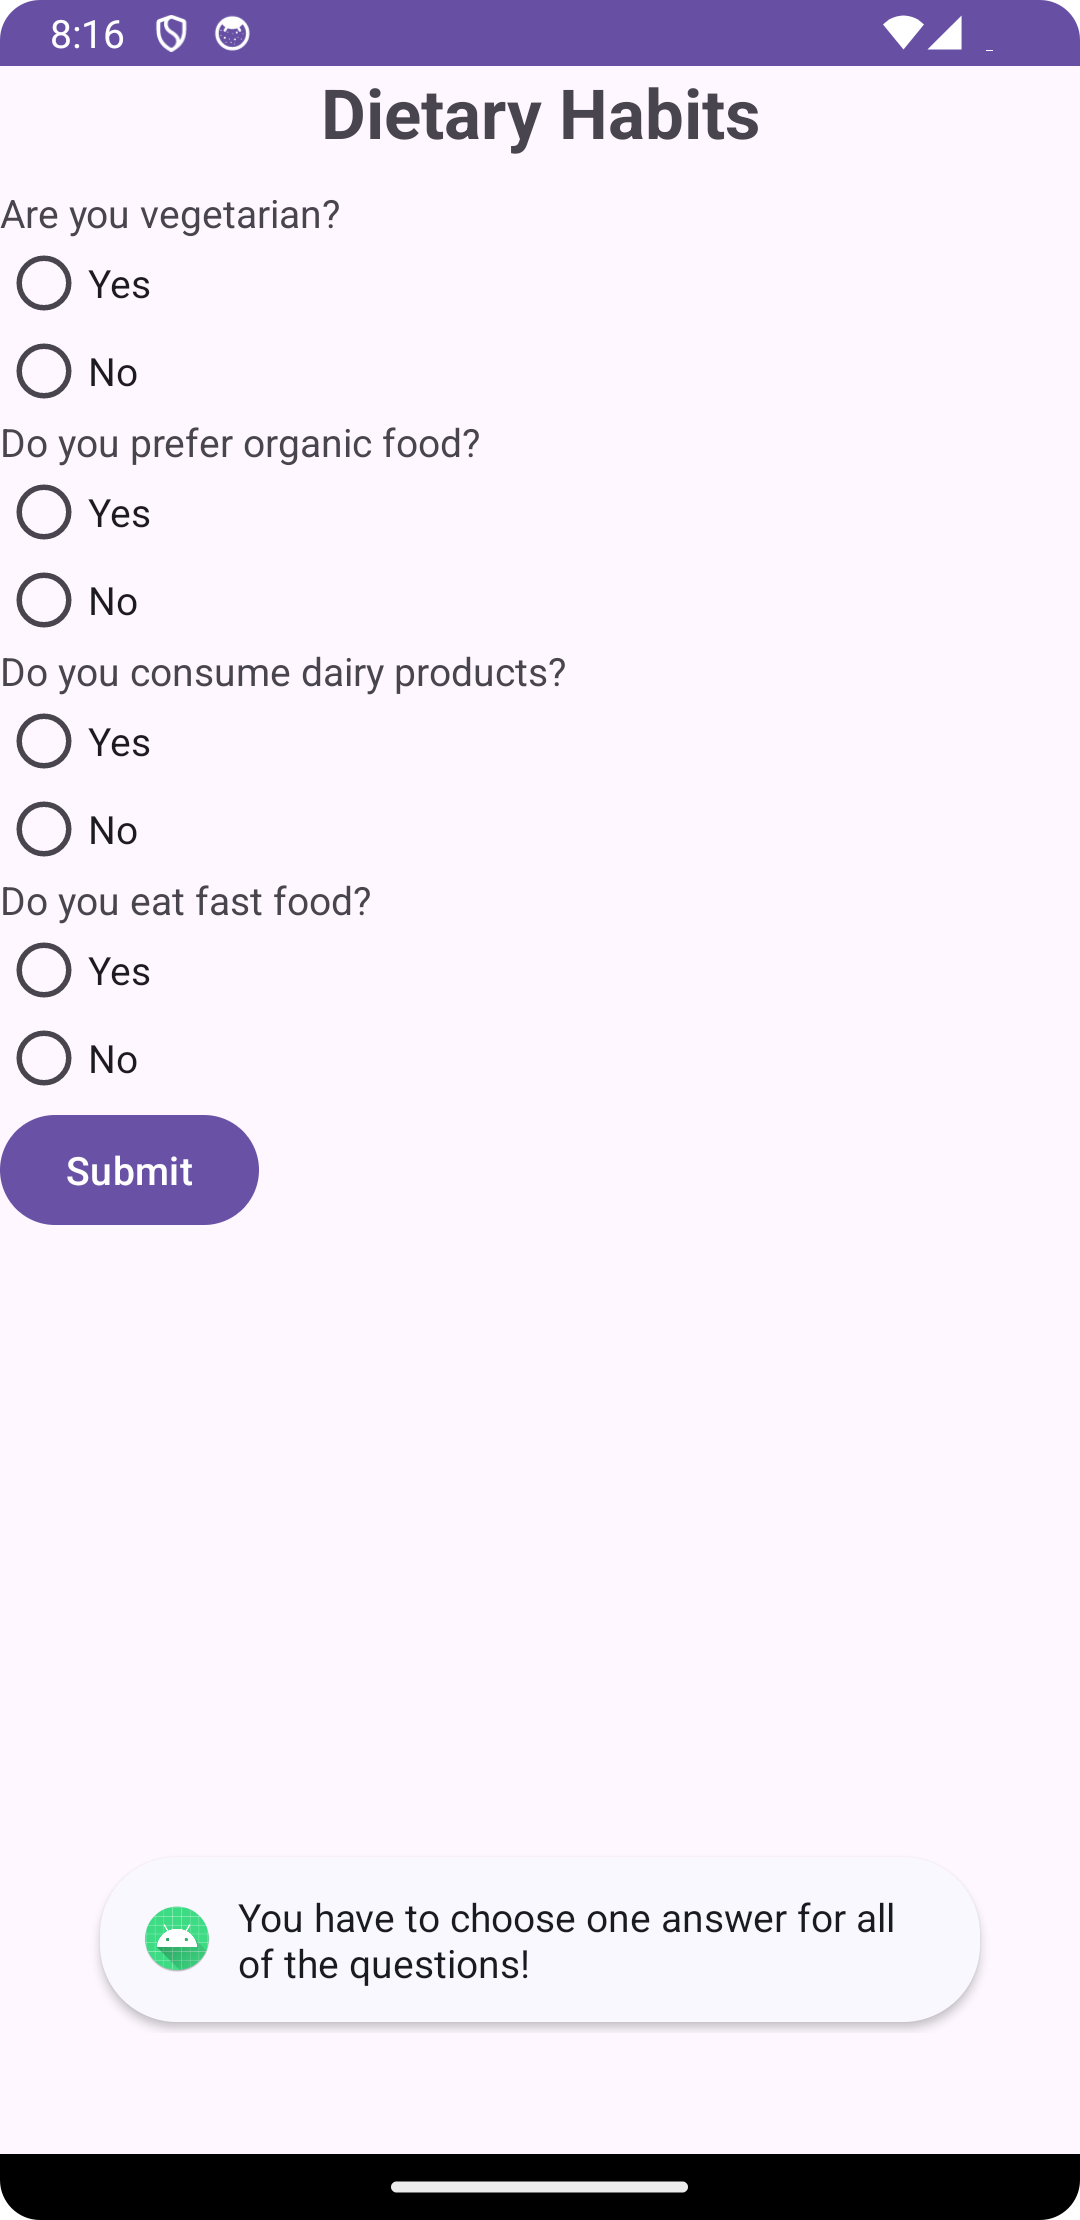 8:16
Dietary Habits
Are you vegetarian?
Yes
No
Do you prefer organic food?
Yes
No
Do you consume dairy products?
Yes
No
Do you eat fast food?
Yes
No
Submit
You have to choose one answer for all
of the questions!